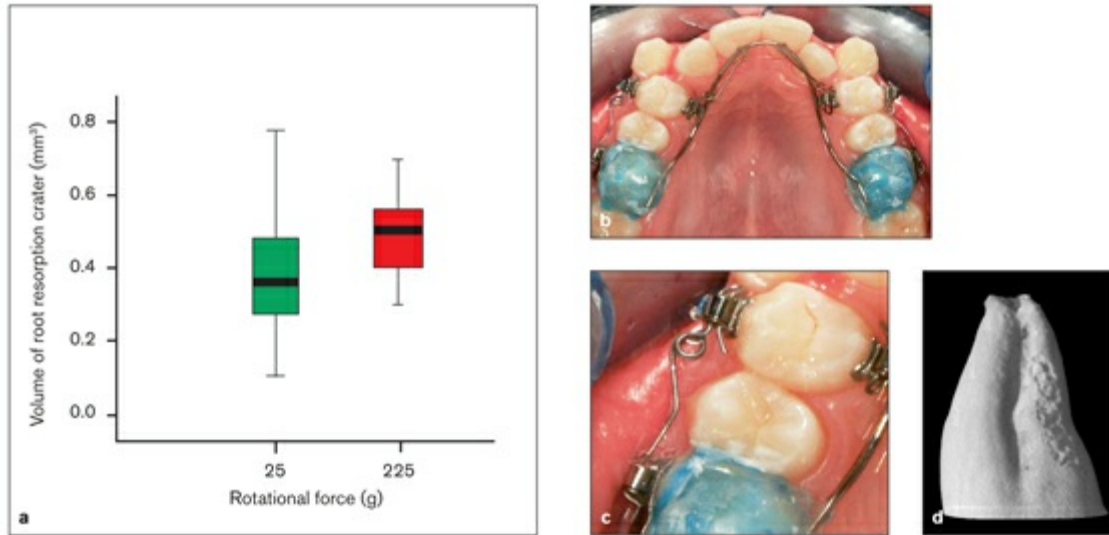 Volume of root resorption crater (mm³)
0.8
0.6
0.4
0.2
0.0
25
225
Rotational force (g)
a
b
c
d